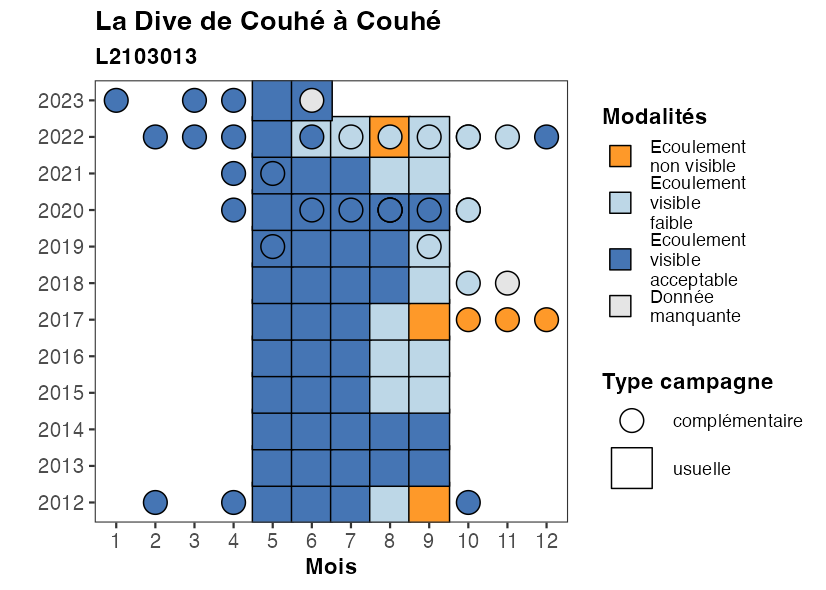 La Dive de Couhé à Couhé
L2103013
2023
2022
2021
2020
2019
2018
2017
2016
2015
2014
2013
2012
1 2 3 4 5 6 7 8 9 10 11 12
Mois
Modalités
Ecoulement
non visible
Ecoulement
visible
faible
Ecoulement
visible
acceptable
Donnée
manquante
Type campagne
complémentaire
usuelle